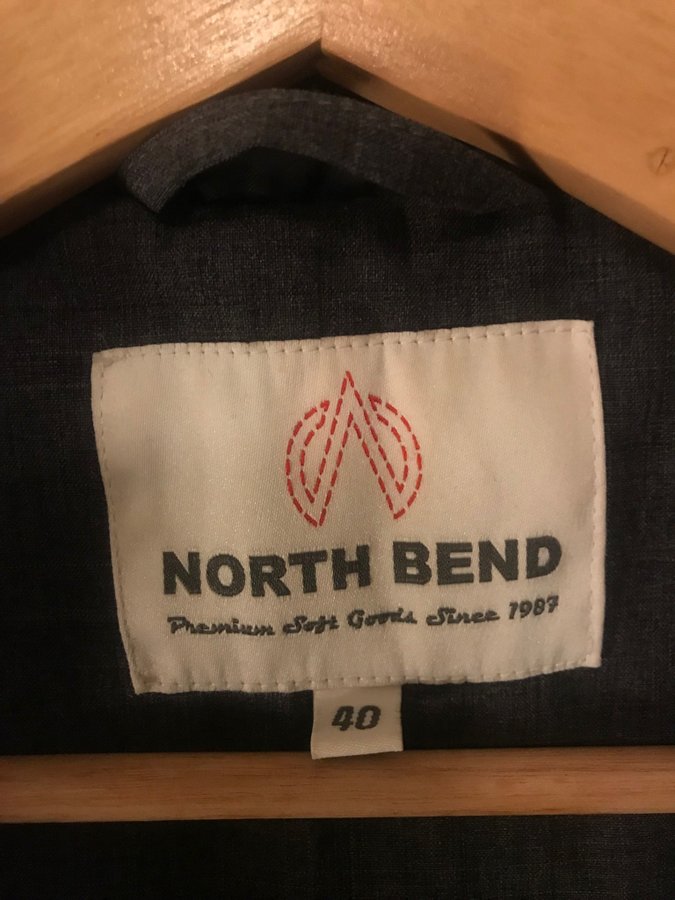 NORTH BEND
Premium Soft Goods Since 1987
40